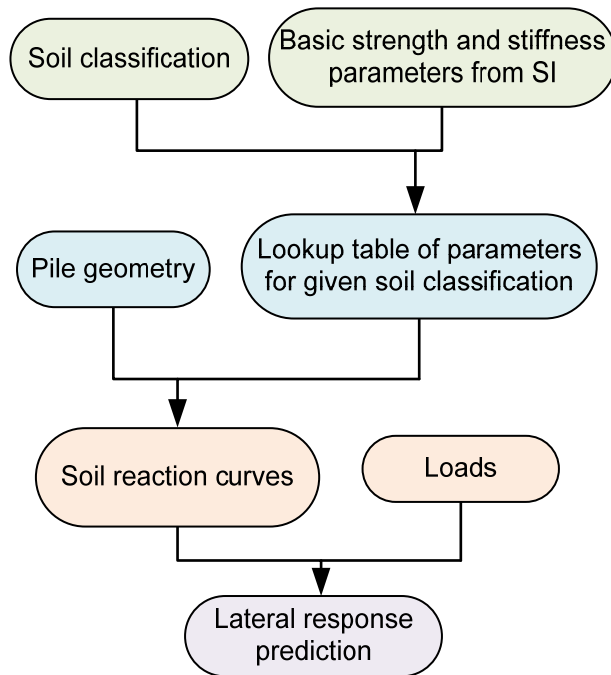 Soil classification
Basic strength and stiffness
parameters from SI
Pile geometry
Lookup table of parameters
for given soil classification
Soil reaction curves
Loads
Lateral response
prediction